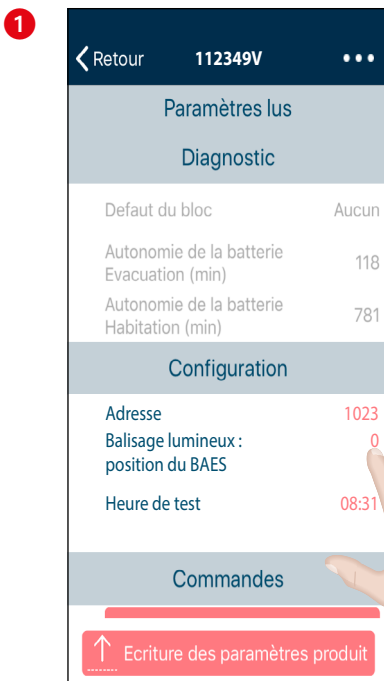 1
Retour 112349V •••
Paramètres lus
Diagnostic
Defaut du bloc Aucun
Autonomie de la batterie
Evacuation (min) 118
Autonomie de la batterie
Habitation (min) 781
Configuration
Adresse 1023
Balisage lumineux : 0
position du BAES
Heure de test 08:31
Commandes
Ecriture des paramètres produit